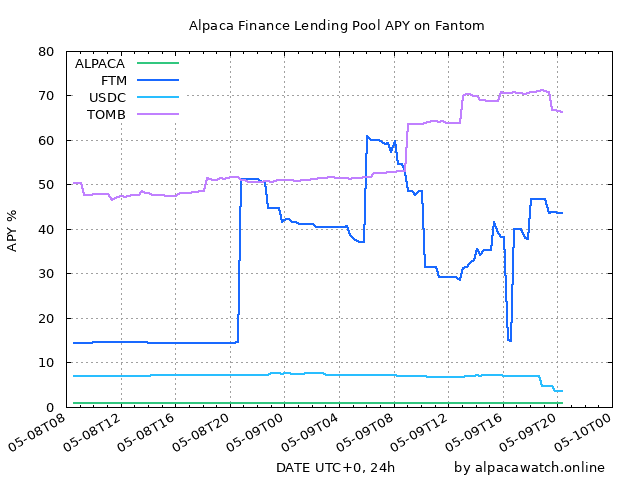 Alpaca Finance Lending Pool APY on Fantom
ALPACA
FTM
USDC
TOMB
APY %
80
70
60
50
40
30
20
10
0
05-08T08
05-08T12
05-08T16
05-08T20
05-09T00
05-09T04
05-09T08
05-09T12
05-09T16
05-09T20
05-10T00
DATE UTC+0, 24h
by alpacawatch.online